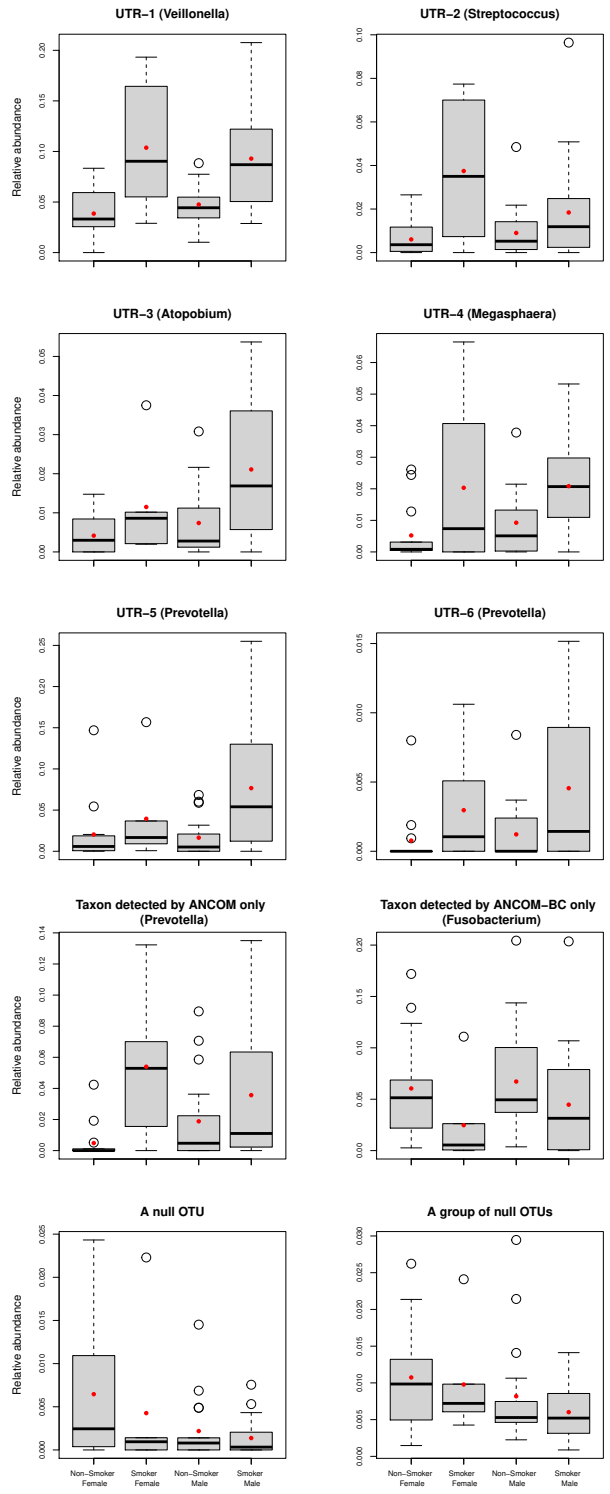 UTR−1 (Veillonella)
Relative abundance
0.00 0.05 0.10 0.15 0.20
UTR−2 (Streptococcus)
0.00 0.02 0.04 0.06 0.08 0.10
UTR−3 (Atopobium)
Relative abundance
0.00 0.01 0.02 0.03 0.04 0.05
UTR−4 (Megasphaera)
0.00 0.01 0.02 0.03 0.04 0.05 0.06
UTR−5 (Prevotella)
Relative abundance
0.00 0.05 0.10 0.15 0.20 0.25
UTR−6 (Prevotella)
0.000 0.005 0.010 0.015
Taxon detected by ANCOM only
(Prevotella)
Relative abundance
0.00 0.02 0.04 0.06 0.08 0.10 0.12 0.14
Taxon detected by ANCOM−BC only
(Fusobacterium)
0.00 0.05 0.10 0.15 0.20
A null OTU
Relative abundance
0.000 0.005 0.010 0.015 0.020 0.025
Non−Smoker Smoker Non−Smoker Smoker
Female Female Male Male
A group of null OTUs
0.000 0.005 0.010 0.015 0.020 0.025 0.030
Non−Smoker Smoker Non−Smoker Smoker
Female Female Male Male